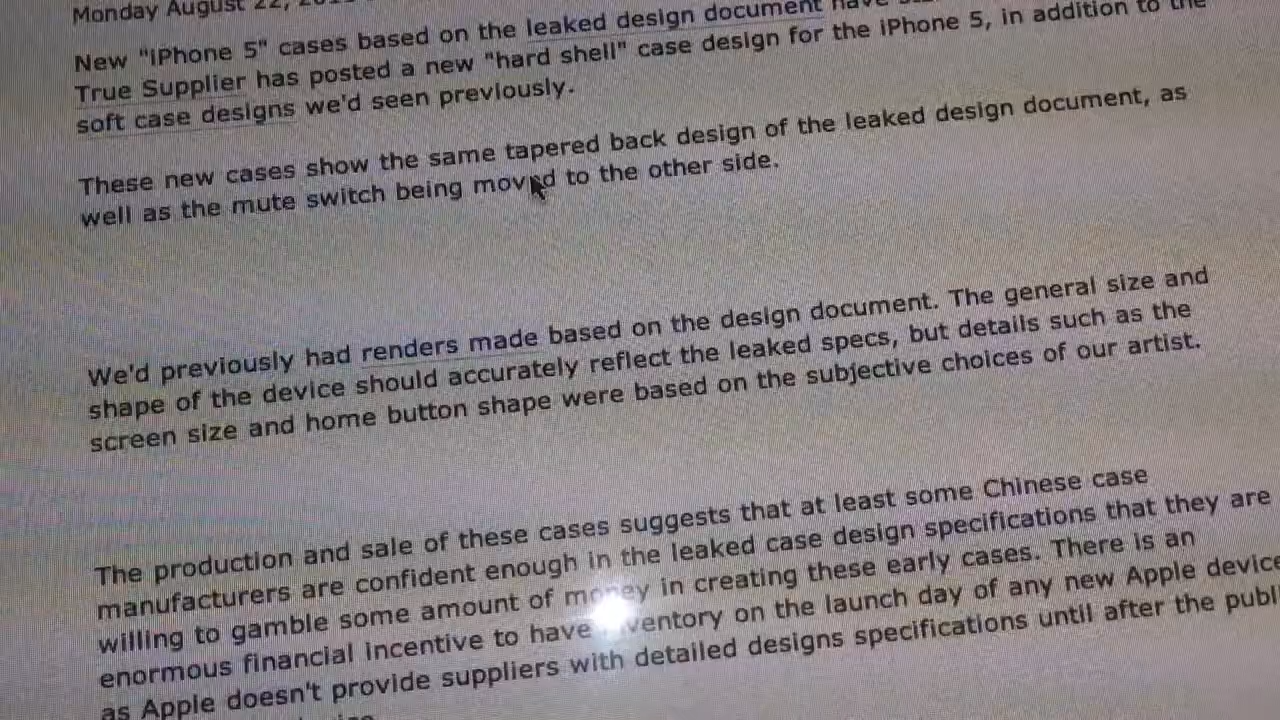 Monday August 22,
New "iPhone 5" cases based on the leaked design document have
True Supplier has posted a new "hard shell" case design for the iPhone 5, in addition to the
soft case designs we'd seen previously.
These new cases show the same tapered back design of the leaked design document, as
well as the mute switch being moved to the other side.
We'd previously had renders made based on the design document. The general size and
shape of the device should accurately reflect the leaked specs, but details such as the
screen size and home button shape were based on the subjective choices of our artist.
The production and sale of these cases suggests that at least some Chinese case
manufacturers are confident enough in the leaked case design specifications that they are
willing to gamble some amount of money in creating these early cases. There is an
enormous financial incentive to have inventory on the launch day of any new Apple device
as Apple doesn't provide suppliers with detailed designs specifications until after the publi